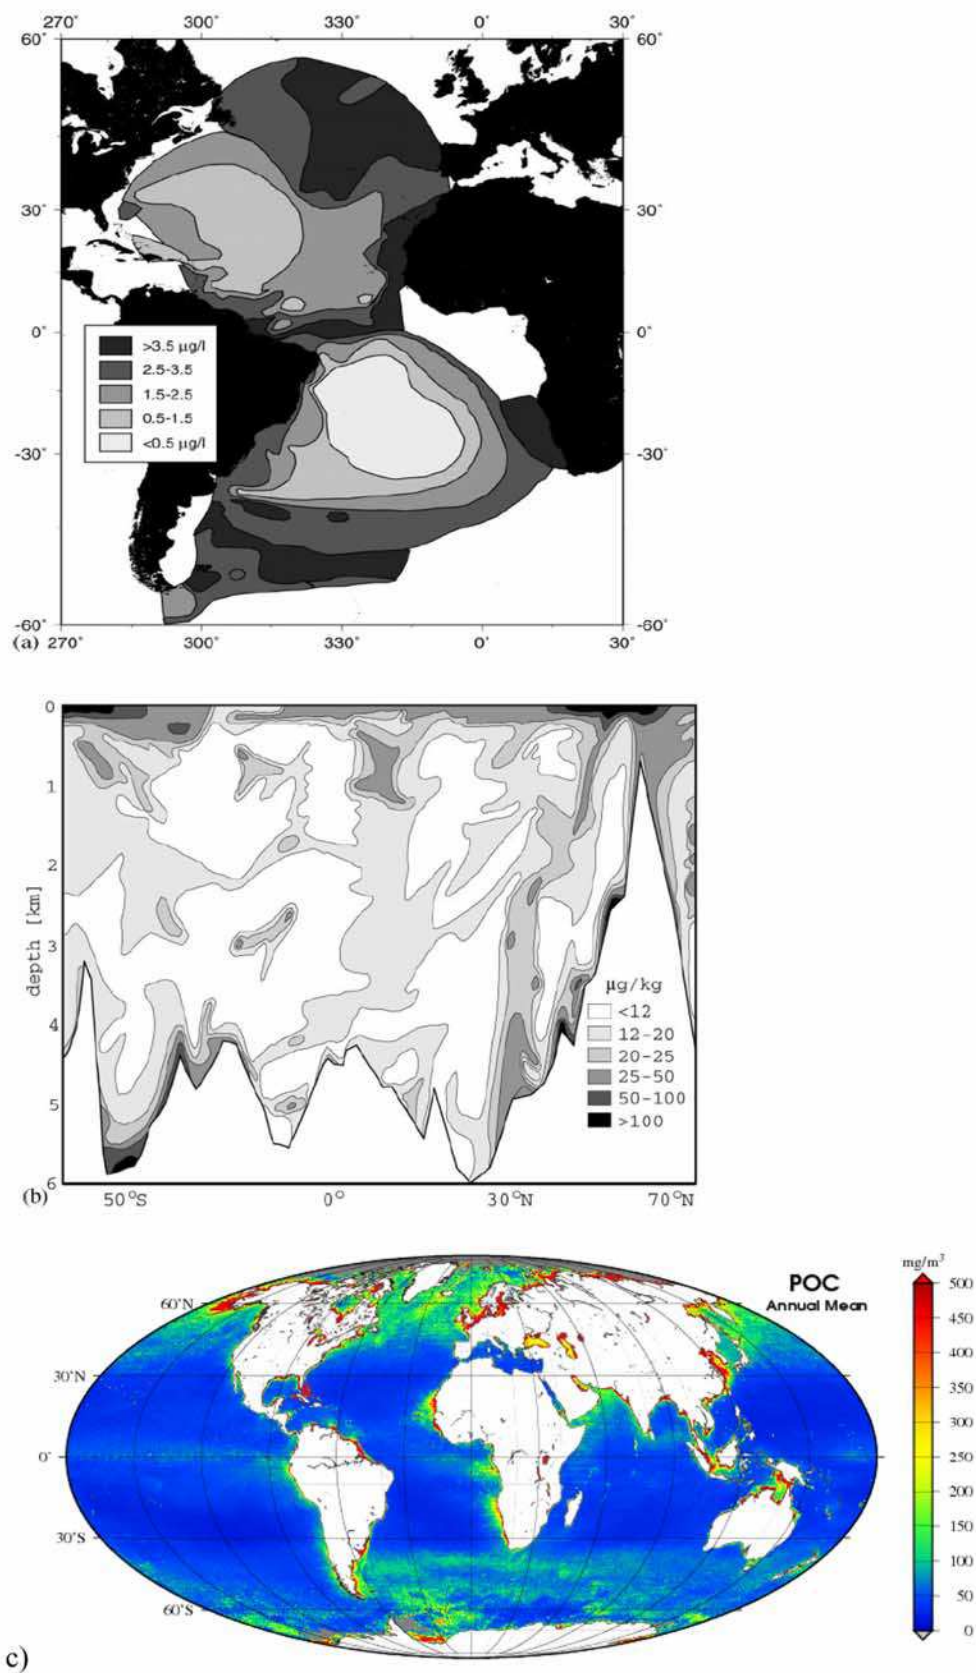 270° 300° 330° 0° 30°
60° 60°
30° 30°
0° 0°
>3.5 µg/l
2.5-3.5
1.5-2.5
0.5-1.5
<0.5 µg/l
-30° -30°
-60° -60°
(a) 270° 300° 330° 0° 30°
0
1
2
depth [km]
3
µg/kg
<12
4
12-20
20-25
25-50
5
50-100
>100
6
(b) 50°S 0° 30°N 70°N
mg/m³
POC
Annual Mean
500
450
400
350
300
250
200
150
100
50
0
60°N
30°N
0°
30°S
60°S
c)